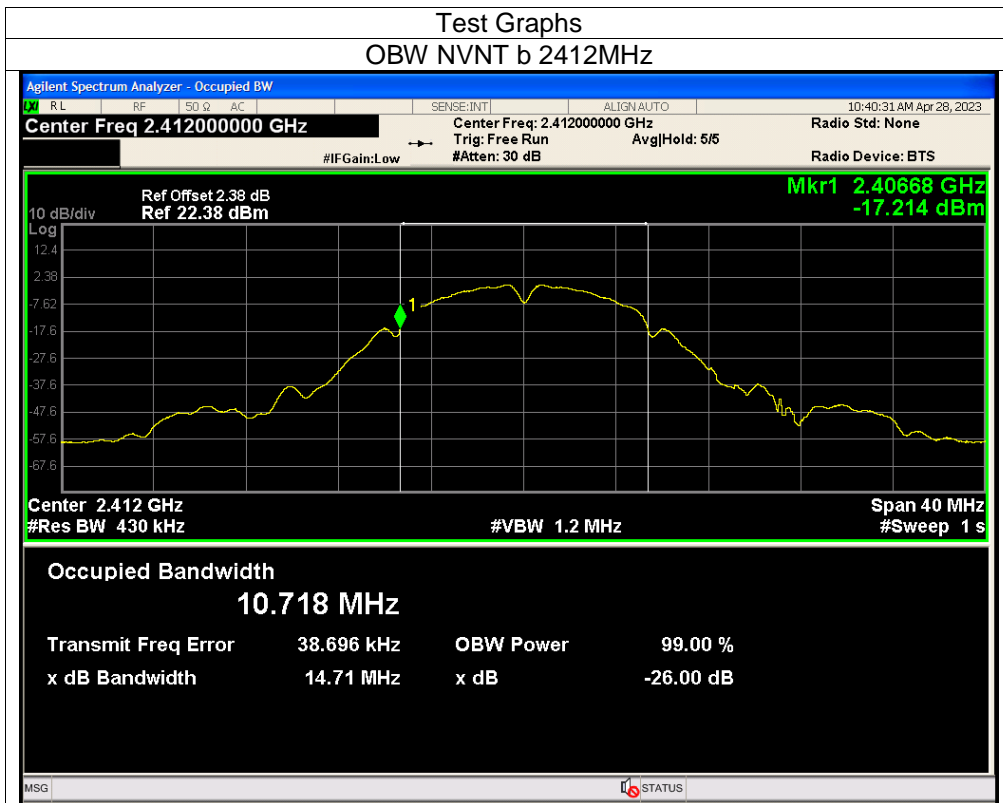 Test Graphs
OBW NVNT b 2412MHz
Agilent Spectrum Analyzer - Occupied BW
LXI RL RF 50 Ω AC SENSE:INT ALIGN AUTO 10:40:31 AM Apr 28, 2023
Center Freq 2.412000000 GHz Center Freq: 2.412000000 GHz Radio Std: None
Trig: Free Run Avg|Hold: 5/5
#IFGain:Low #Atten: 30 dB Radio Device: BTS
Mkr1 2.40668 GHz
-17.214 dBm
Ref Offset 2.38 dB
10 dB/div Ref 22.38 dBm
Log
12.4
2.38
-7.62
-17.6
-27.6
-37.6
-47.6
-57.6
-67.6
1
Center 2.412 GHz Span 40 MHz
#Res BW 430 kHz #VBW 1.2 MHz #Sweep 1 s
Occupied Bandwidth
10.718 MHz
Transmit Freq Error 38.696 kHz OBW Power 99.00 %
x dB Bandwidth 14.71 MHz x dB -26.00 dB
MSG STATUS